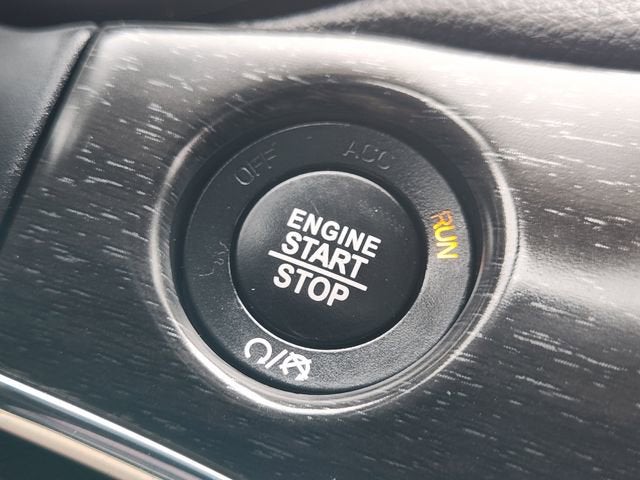 OFF
ACC
RUN
ENGINE
START
STOP